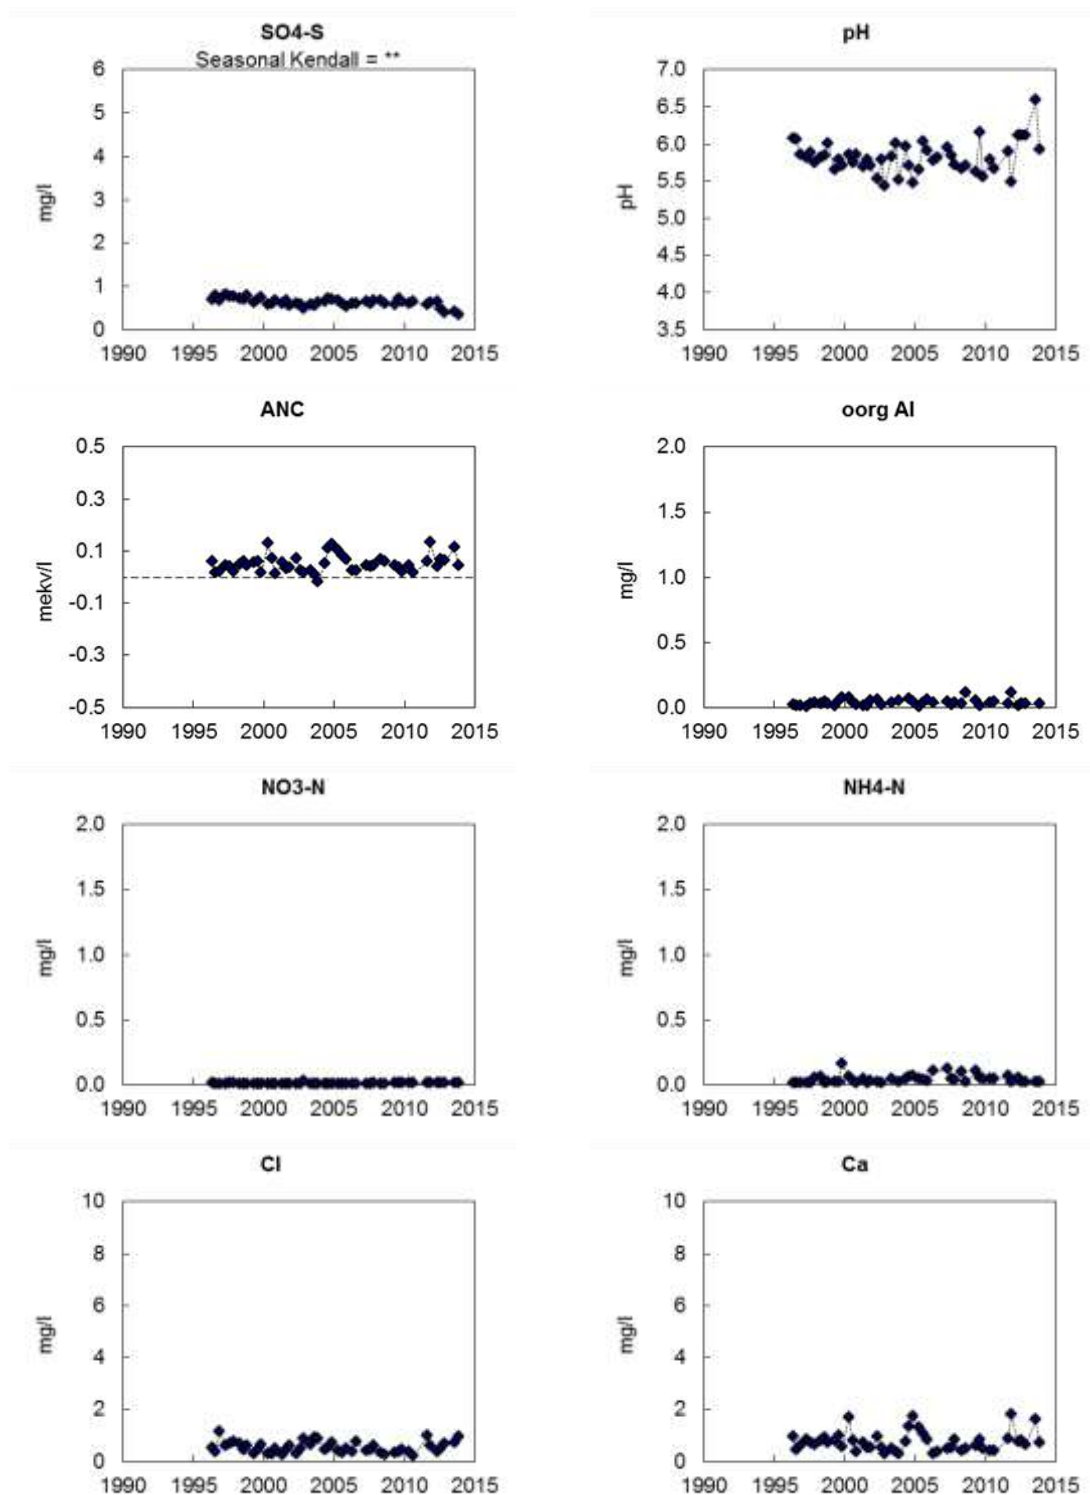 SO4-S
Seasonal Kendall = **
6
5
4
3
2
1
0
mg/l
1990 1995 2000 2005 2010 2015
pH
7.0
6.5
6.0
5.5
5.0
4.5
4.0
3.5
pH
1990 1995 2000 2005 2010 2015
ANC
0.5
0.3
0.1
-0.1
-0.3
-0.5
mekv/l
1990 1995 2000 2005 2010 2015
oorg Al
2.0
1.5
1.0
0.5
0.0
mg/l
1990 1995 2000 2005 2010 2015
NO3-N
2.0
1.5
1.0
0.5
0.0
mg/l
1990 1995 2000 2005 2010 2015
NH4-N
2.0
1.5
1.0
0.5
0.0
mg/l
1990 1995 2000 2005 2010 2015
Cl
10
8
6
4
2
0
mg/l
1990 1995 2000 2005 2010 2015
Ca
10
8
6
4
2
0
mg/l
1990 1995 2000 2005 2010 2015